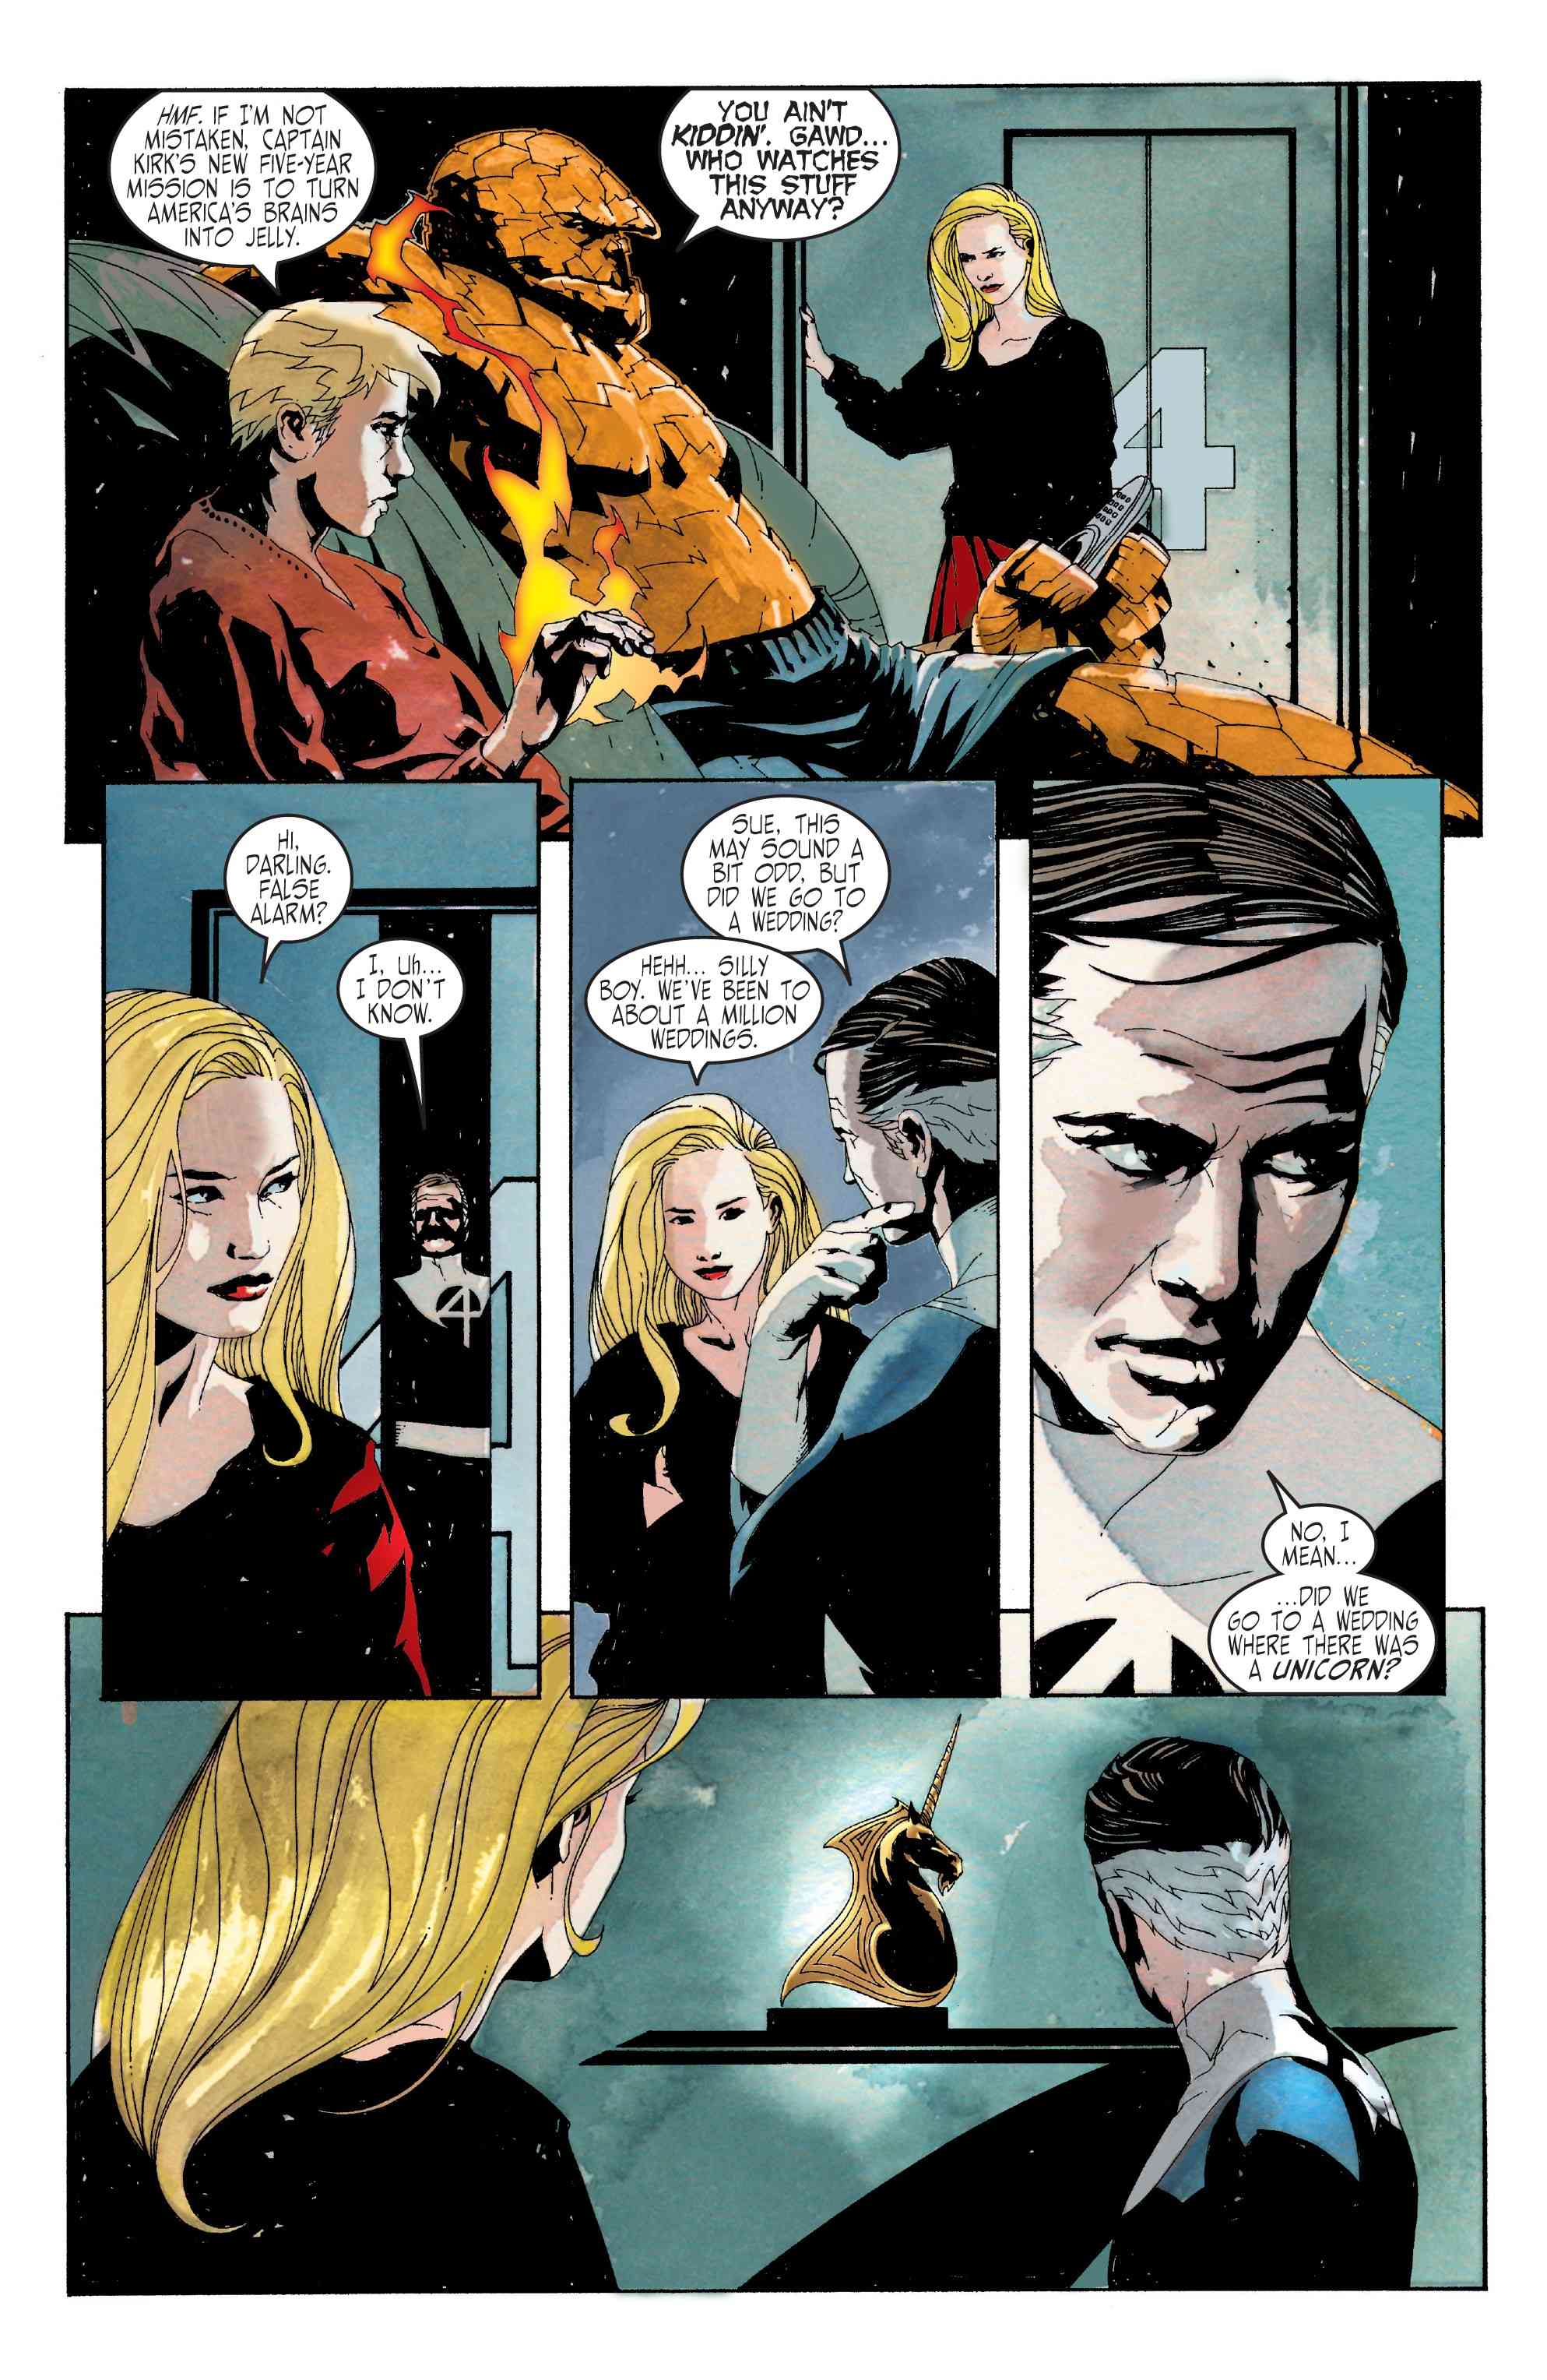 HMF. IF I'M NOT
MISTAKEN, CAPTAIN
KIRK'S NEW FIVE-YEAR
MISSION IS TO TURN
AMERICA'S BRAINS
INTO JELLY.
YOU AIN'T
KIDDIN'. GAWD...
WHO WATCHES
THIS STUFF
ANYWAY?
4
HI,
DARLING.
FALSE
ALARM?
I, UH...
I DON'T
KNOW.
4
SUE, THIS
MAY SOUND A
BIT ODD, BUT
DID WE GO TO
A WEDDING?
HEHH... SILLY
BOY. WE'VE BEEN TO
ABOUT A MILLION
WEDDINGS.
NO, I
MEAN...
...DID WE
GO TO A WEDDING
WHERE THERE WAS
A UNICORN?
4